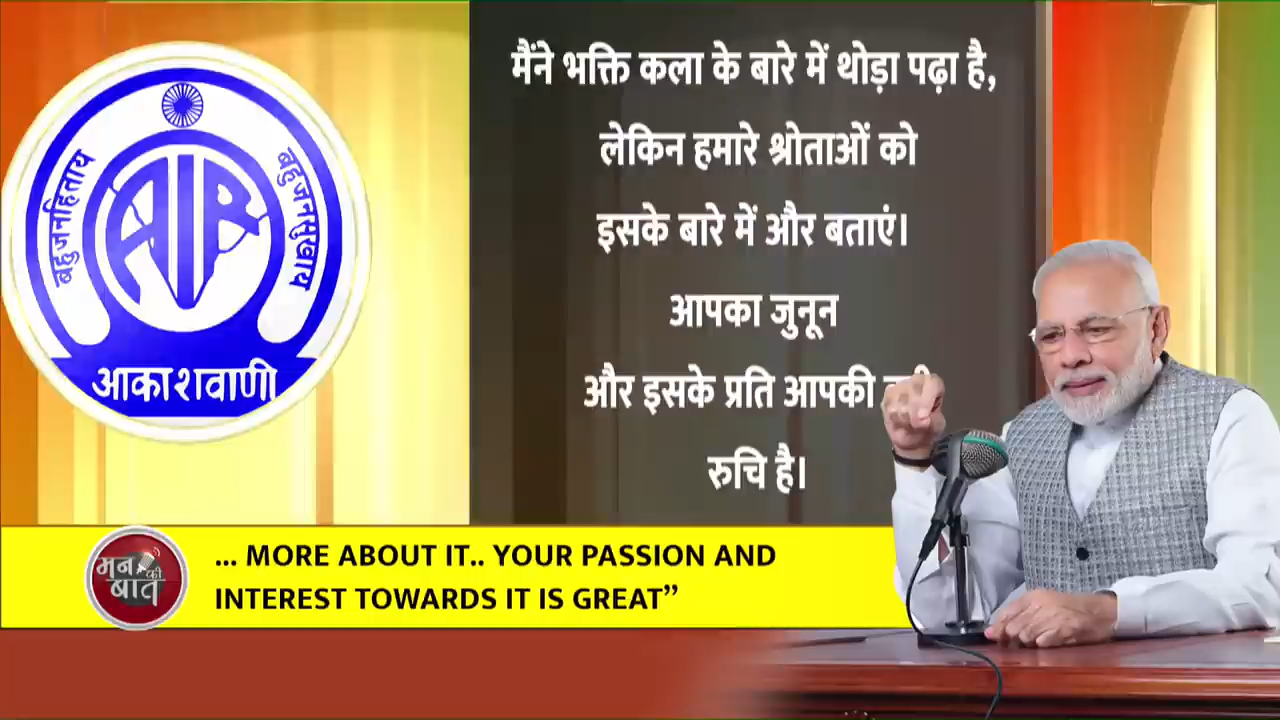 बहुजनहिताय
बहुजनसुखाय
AIR
आकाशवाणी
मैंने भक्ति कला के बारे में थोड़ा पढ़ा है,
लेकिन हमारे श्रोताओं को
इसके बारे में और बताएं।
आपका जुनून
और इसके प्रति आपकी
रुचि है।
मन की बात
... MORE ABOUT IT.. YOUR PASSION AND
INTEREST TOWARDS IT IS GREAT”